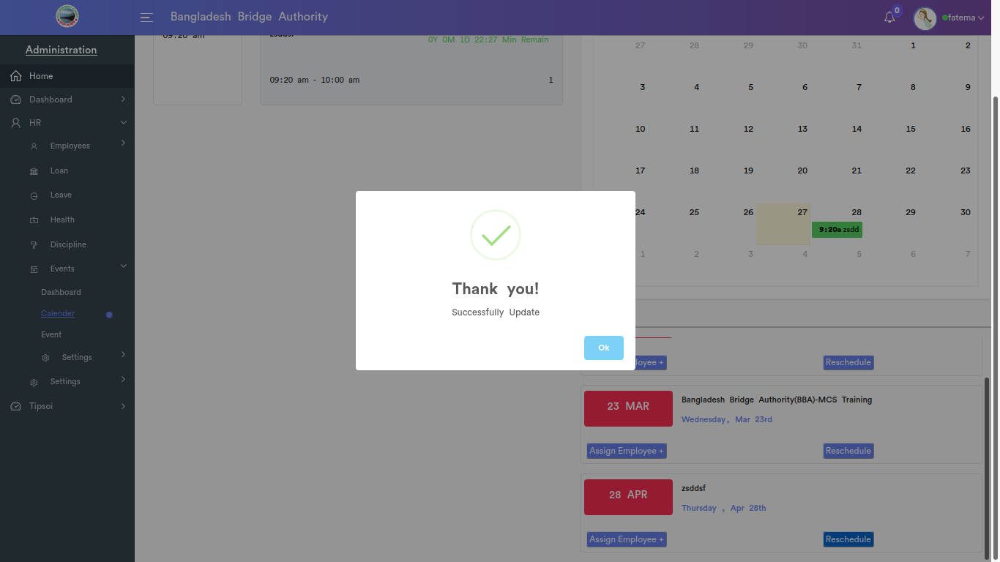 Bangladesh Bridge Authority
0
fatema
Administration
Home
Dashboard
HR
Employees
Loan
Leave
Health
Discipline
Events
Dashboard
Calender
Event
Settings
Settings
Tipsoi
09:20 am
zsddsf
0Y 0M 1D 22:27 Min Remain
09:20 am - 10:00 am 1
27 28 29 30 31 1 2
3 4 5 6 7 8 9
10 11 12 13 14 15 16
17 18 19 20 21 22 23
24 25 26 27 28 29 30
9:20a zsdd
1 2 3 4 5 6 7
Thank you!
Successfully Update
Ok
loyee + Reschedule
23 MAR
Bangladesh Bridge Authority(BBA)-MCS Training
Wednesday, Mar 23rd
Assign Employee + Reschedule
28 APR
zsddsf
Thursday , Apr 28th
Assign Employee + Reschedule